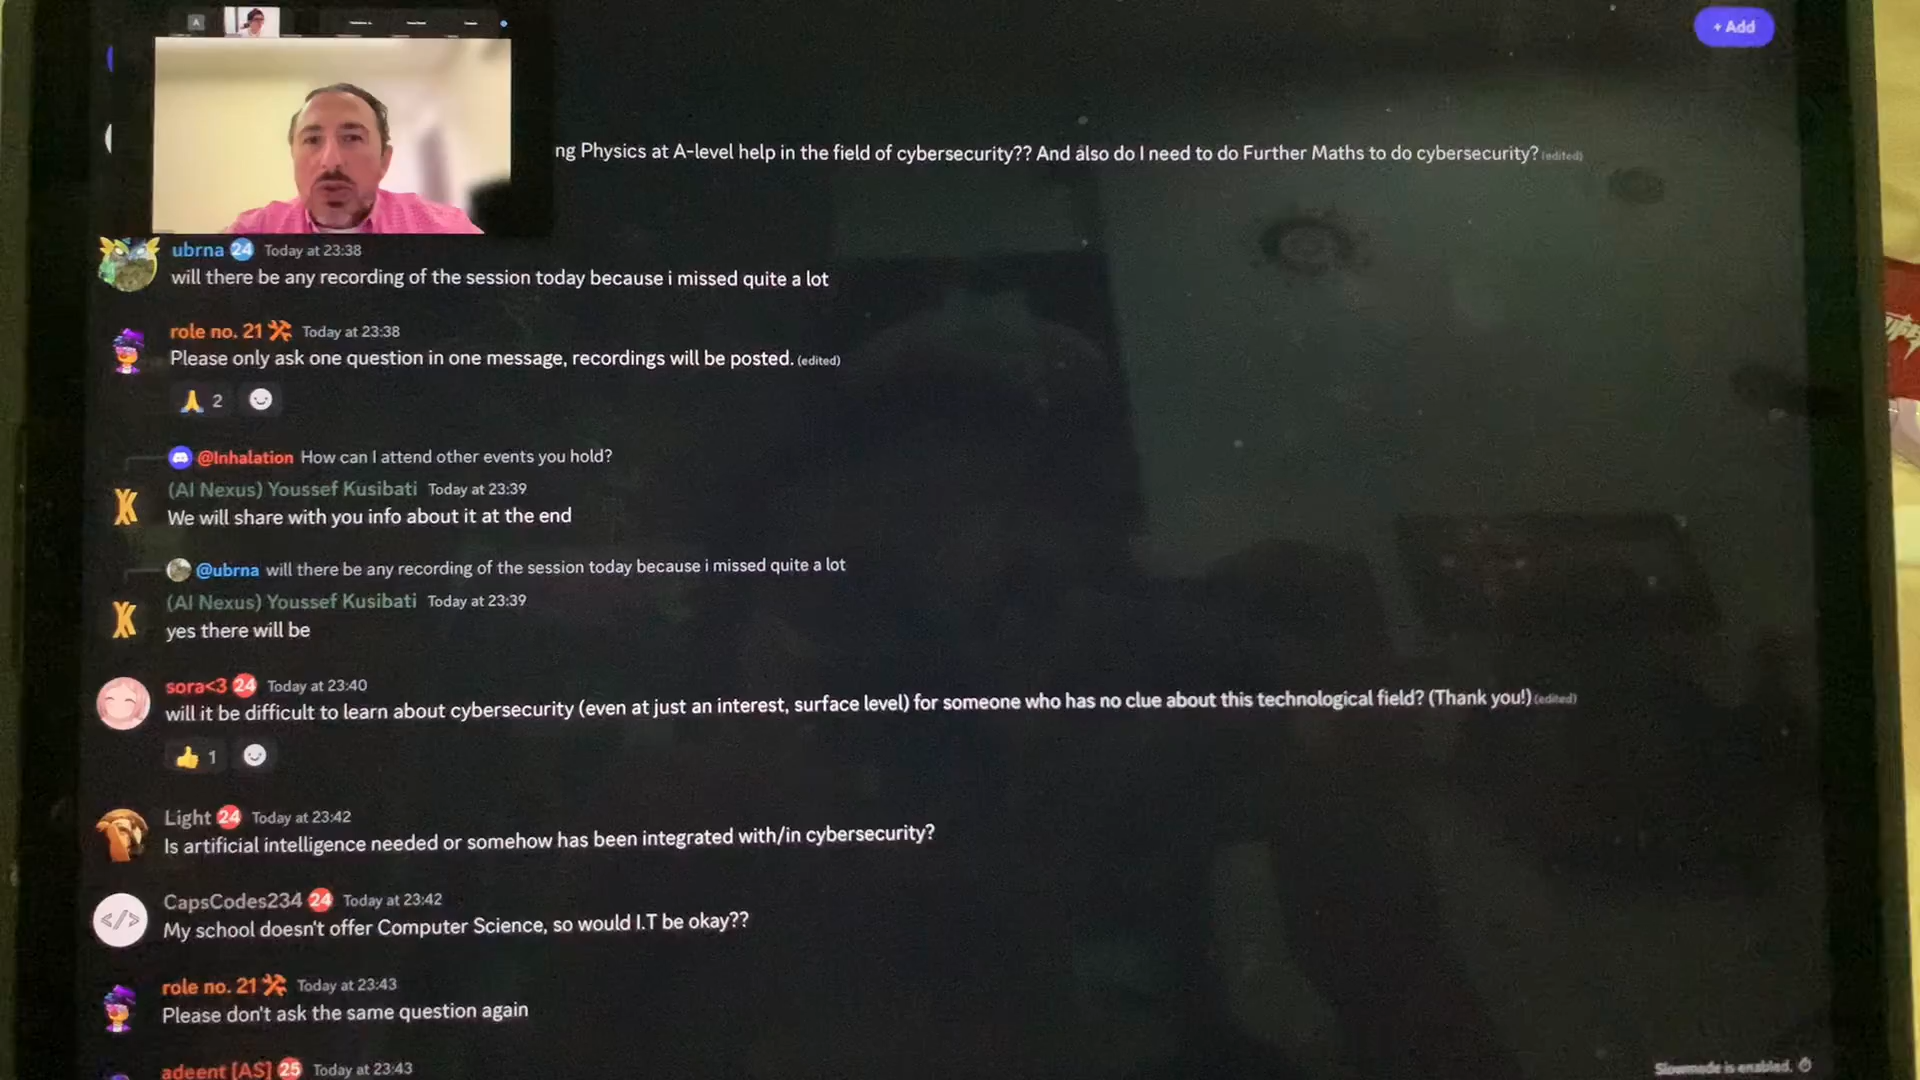 + Add
ng Physics at A-level help in the field of cybersecurity?? And also do I need to do Further Maths to do cybersecurity? (edited)
ubrna 24 Today at 23:38
will there be any recording of the session today because i missed quite a lot
role no. 21 Today at 23:38
Please only ask one question in one message, recordings will be posted. (edited)
🙏 2
@Inhalation How can I attend other events you hold?
(AI Nexus) Youssef Kusibati Today at 23:39
We will share with you info about it at the end
@ubrna will there be any recording of the session today because i missed quite a lot
(AI Nexus) Youssef Kusibati Today at 23:39
yes there will be
sora<3 24 Today at 23:40
will it be difficult to learn about cybersecurity (even at just an interest, surface level) for someone who has no clue about this technological field? (Thank you!) (edited)
👍 1
Light 24 Today at 23:42
Is artificial intelligence needed or somehow has been integrated with/in cybersecurity?
</> CapsCodes234 24 Today at 23:42
My school doesn't offer Computer Science, so would I.T be okay??
role no. 21 Today at 23:43
Please don't ask the same question again
adeent [AS] 25 Today at 23:43
Slowmode is enabled.